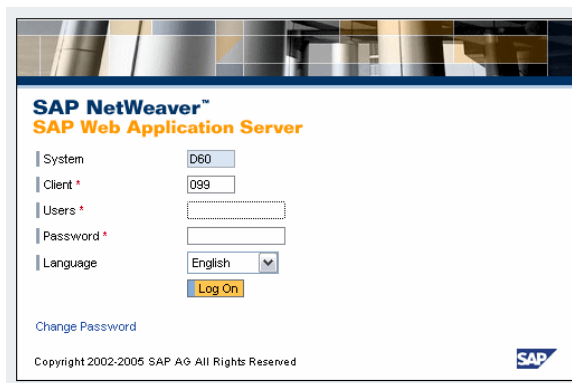 SAP NetWeaver™
SAP Web Application Server
System D60
Client * 099
Users *
Password *
Language English
Log On
Change Password
Copyright 2002-2005 SAP AG All Rights Reserved
SAP